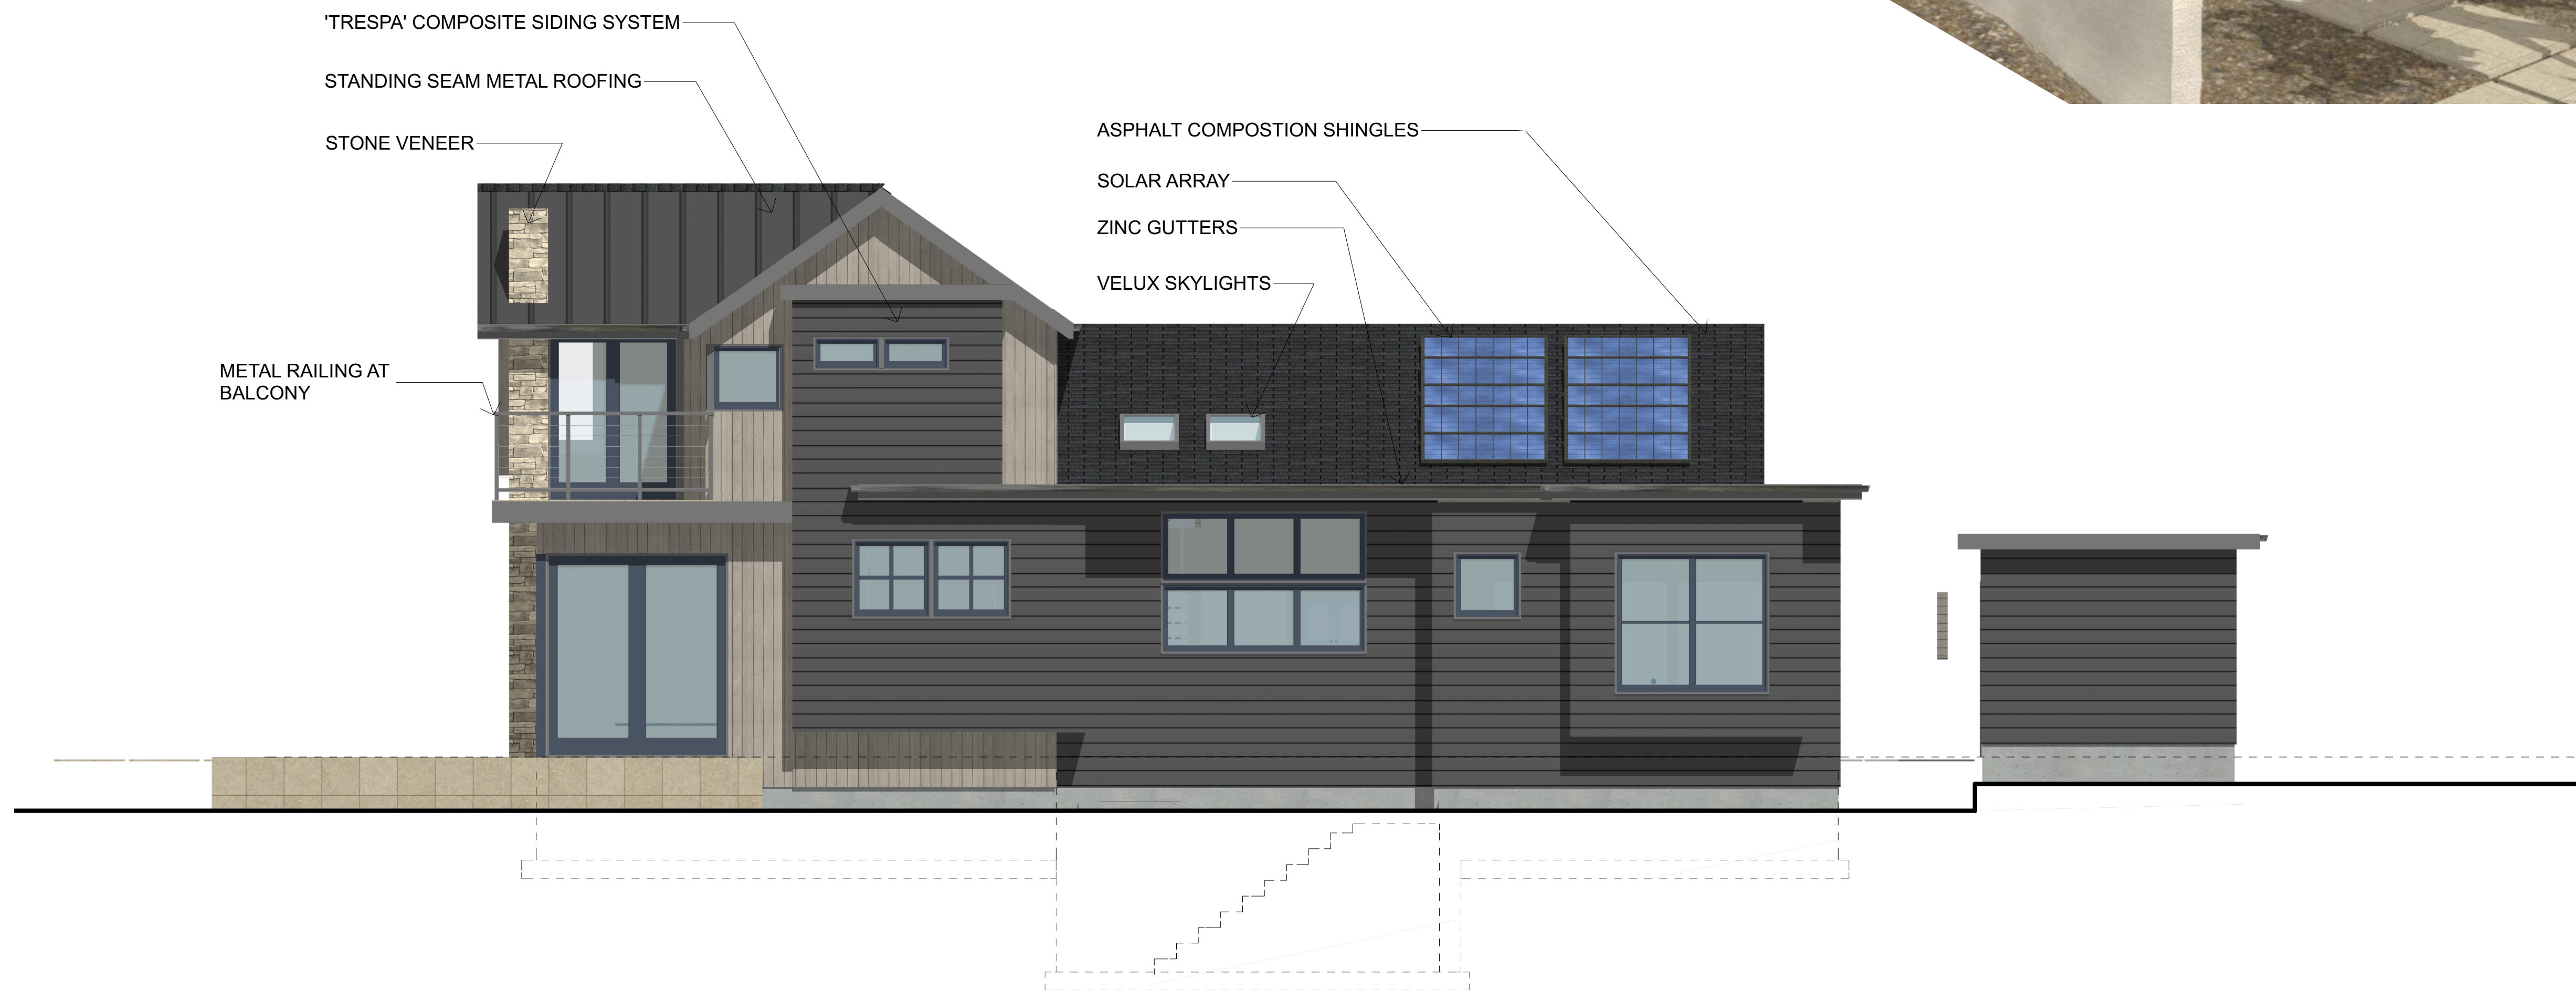 'TRESPA' COMPOSITE SIDING SYSTEM
STANDING SEAM METAL ROOFING
STONE VENEER
METAL RAILING AT
BALCONY
ASPHALT COMPOSTION SHINGLES
SOLAR ARRAY
ZINC GUTTERS
VELUX SKYLIGHTS